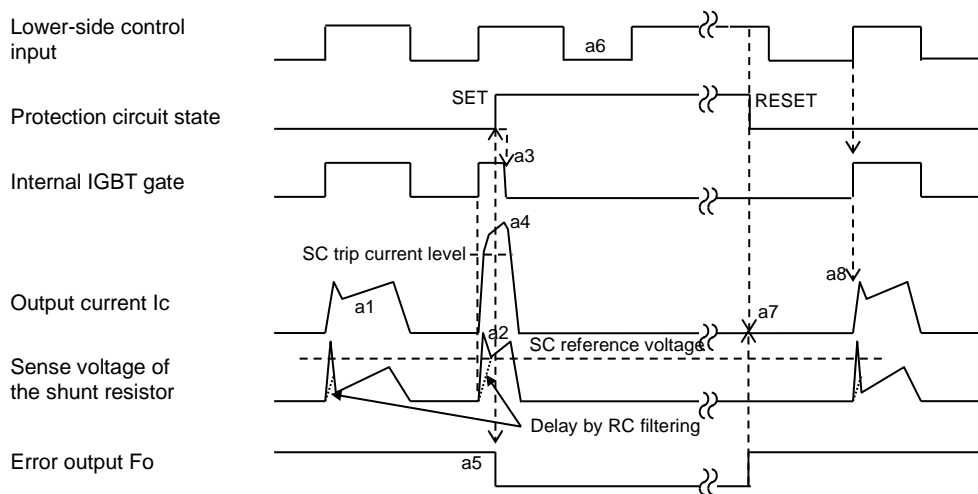 Lower-side control
input
a6
SET
RESET
Protection circuit state
a3
Internal IGBT gate
a4
SC trip current level
a8
Output current Ic
a1
a7
a2
SC reference voltage
Sense voltage of
the shunt resistor
Delay by RC filtering
Error output Fo
a5